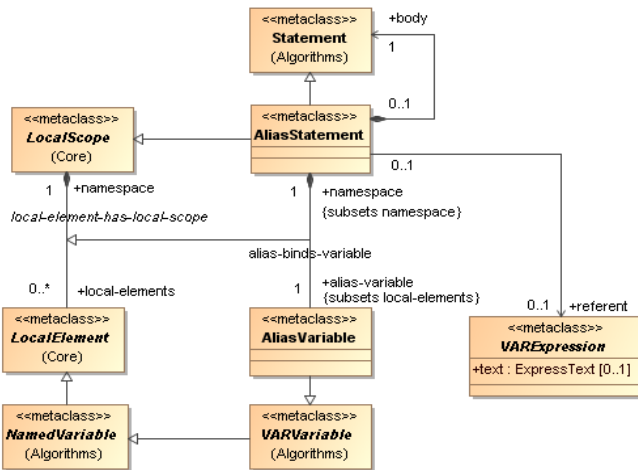 <<metaclass>>
Statement
(Algorithms)
+body
1
0..1
<<metaclass>>
LocalScope
(Core)
<<metaclass>>
AliasStatement
0..1
1
+namespace
1
+namespace
{subsets namespace}
local-element-has-local-scope
alias-binds-variable
0..*
+local-elements
1
+alias-variable
{subsets local-elements}
0..1
+referent
<<metaclass>>
LocalElement
(Core)
<<metaclass>>
AliasVariable
<<metaclass>>
VARExpression
+text : ExpressText [0..1]
<<metaclass>>
NamedVariable
(Algorithms)
<<metaclass>>
VARVariable
(Algorithms)